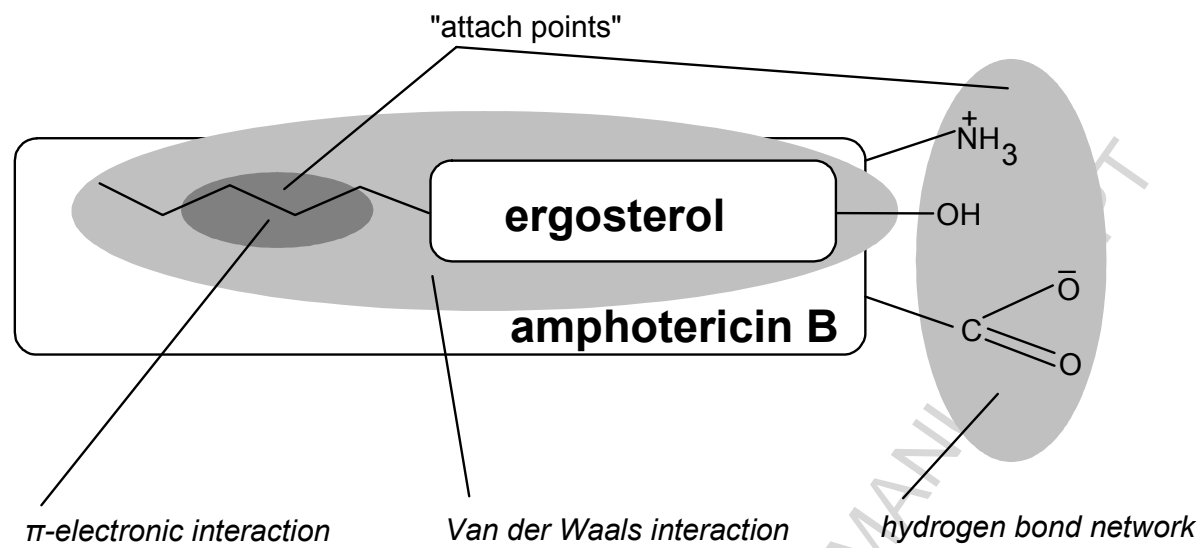 "attach points"
+
NH3
ergosterol
OH
amphotericin B
C
O̅
O
π-electronic interaction
Van der Waals interaction
hydrogen bond network